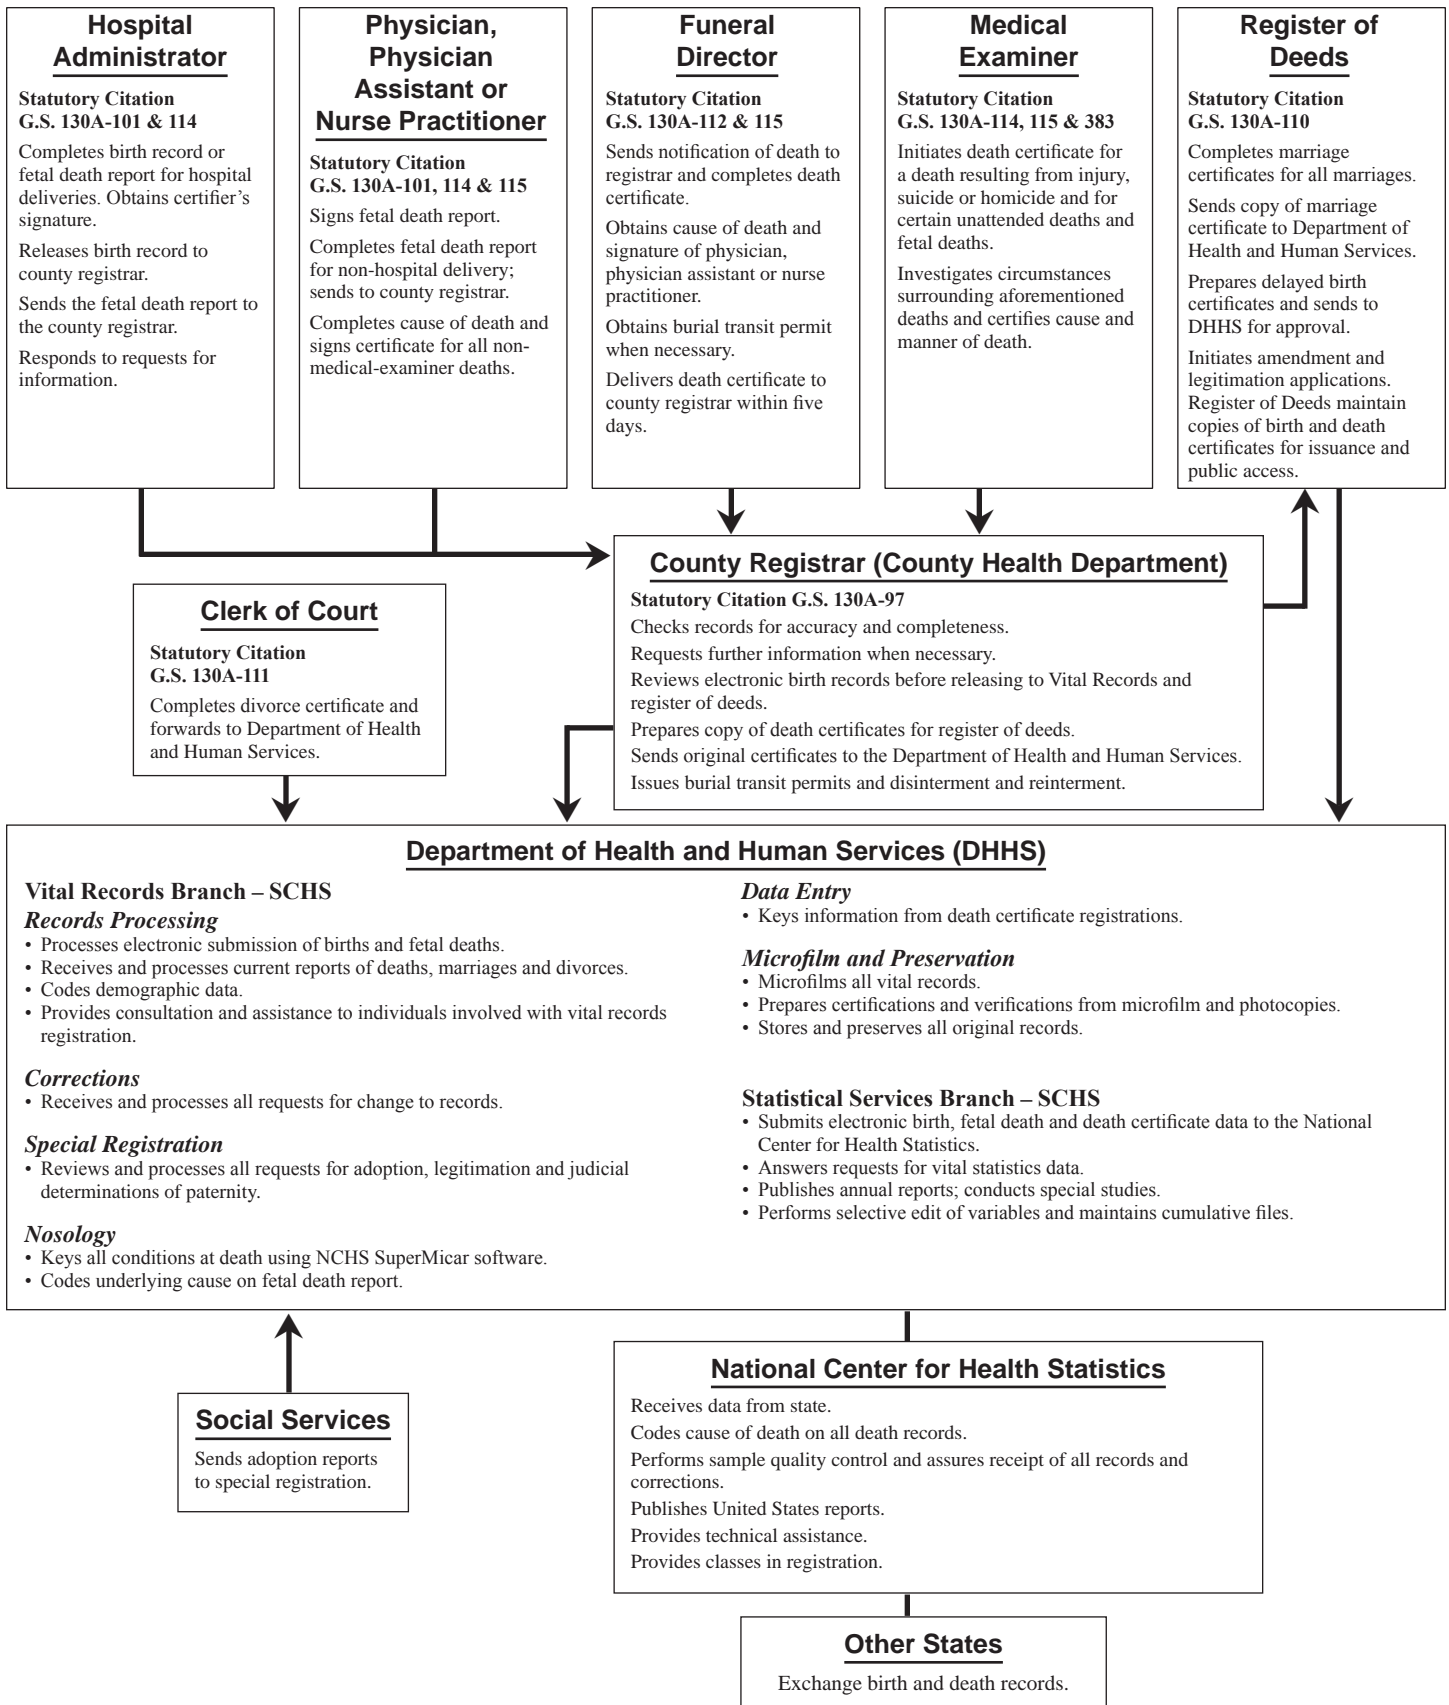 Hospital
Administrator
Statutory Citation
G.S. 130A-101 & 114
Completes birth record or
fetal death report for hospital
deliveries. Obtains certifier’s
signature.
Releases birth record to
county registrar.
Sends the fetal death report to
the county registrar.
Responds to requests for
information.
Physician,
Physician
Assistant or
Nurse Practitioner
Statutory Citation
G.S. 130A-101, 114 & 115
Signs fetal death report.
Completes fetal death report
for non-hospital delivery;
sends to county registrar.
Completes cause of death and
signs certificate for all non-
medical-examiner deaths.
Funeral
Director
Statutory Citation
G.S. 130A-112 & 115
Sends notification of death to
registrar and completes death
certificate.
Obtains cause of death and
signature of physician,
physician assistant or nurse
practitioner.
Obtains burial transit permit
when necessary.
Delivers death certificate to
county registrar within five
days.
Medical
Examiner
Statutory Citation
G.S. 130A-114, 115 & 383
Initiates death certificate for
a death resulting from injury,
suicide or homicide and for
certain unattended deaths and
fetal deaths.
Investigates circumstances
surrounding aforementioned
deaths and certifies cause and
manner of death.
Register of
Deeds
Statutory Citation
G.S. 130A-110
Completes marriage
certificates for all marriages.
Sends copy of marriage
certificate to Department of
Health and Human Services.
Prepares delayed birth
certificates and sends to
DHHS for approval.
Initiates amendment and
legitimation applications.
Register of Deeds maintain
copies of birth and death
certificates for issuance and
public access.
County Registrar (County Health Department)
Statutory Citation G.S. 130A-97
Checks records for accuracy and completeness.
Requests further information when necessary.
Reviews electronic birth records before releasing to Vital Records and
register of deeds.
Prepares copy of death certificates for register of deeds.
Sends original certificates to the Department of Health and Human Services.
Issues burial transit permits and disinterment and reinterment.
Clerk of Court
Statutory Citation
G.S. 130A-111
Completes divorce certificate and
forwards to Department of Health
and Human Services.
Department of Health and Human Services (DHHS)
Vital Records Branch – SCHS
Records Processing
• Processes electronic submission of births and fetal deaths.
• Receives and processes current reports of deaths, marriages and divorces.
• Codes demographic data.
• Provides consultation and assistance to individuals involved with vital records
registration.
Corrections
• Receives and processes all requests for change to records.
Special Registration
• Reviews and processes all requests for adoption, legitimation and judicial
determinations of paternity.
Nosology
• Keys all conditions at death using NCHS SuperMicar software.
• Codes underlying cause on fetal death report.
Data Entry
• Keys information from death certificate registrations.
Microfilm and Preservation
• Microfilms all vital records.
• Prepares certifications and verifications from microfilm and photocopies.
• Stores and preserves all original records.
Statistical Services Branch – SCHS
• Submits electronic birth, fetal death and death certificate data to the National
Center for Health Statistics.
• Answers requests for vital statistics data.
• Publishes annual reports; conducts special studies.
• Performs selective edit of variables and maintains cumulative files.
Social Services
Sends adoption reports
to special registration.
National Center for Health Statistics
Receives data from state.
Codes cause of death on all death records.
Performs sample quality control and assures receipt of all records and
corrections.
Publishes United States reports.
Provides technical assistance.
Provides classes in registration.
Other States
Exchange birth and death records.